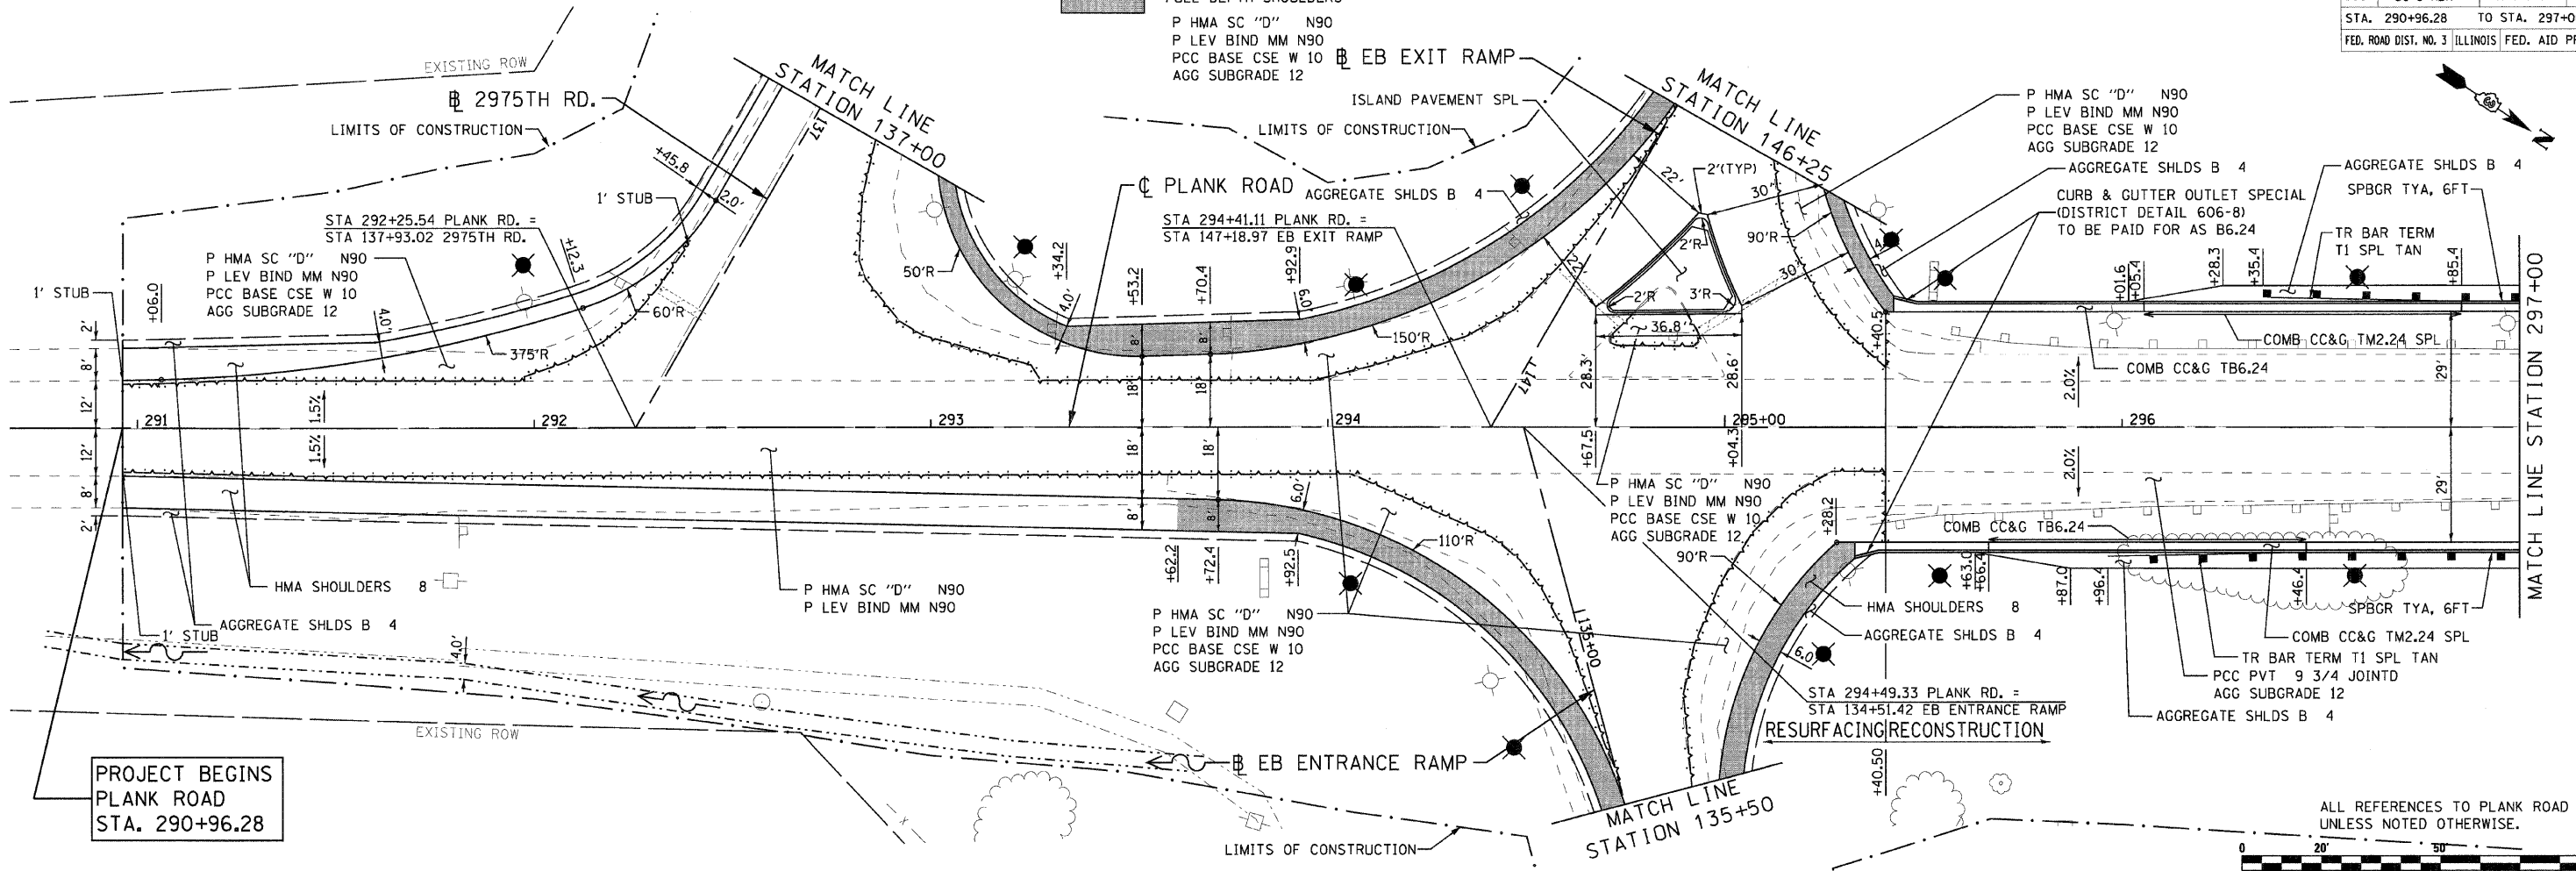 P HMA SC "D" N90
P LEV BIND MM N90
PCC BASE CSE W 10
AGG SUBGRADE 12
STA. 290+96.28 TO STA. 297+0
FED. ROAD DIST. NO. 3 ILLINOIS FED. AID
N
EXISTING ROW
℄ 2975TH RD.
LIMITS OF CONSTRUCTION
MATCH LINE
STATION 137+00
137
+45.8
2.0'
1' STUB
STA 292+25.54 PLANK RD. =
STA 137+93.02 2975TH RD.
P HMA SC "D" N90
P LEV BIND MM N90
PCC BASE CSE W 10
AGG SUBGRADE 12
+12.3
1' STUB
+06.0
4.0'
60'R
375'R
2'
8'
12'
12'
8'
2'
1.5%
1.5%
℄ EB EXIT RAMP
ISLAND PAVEMENT SPL
LIMITS OF CONSTRUCTION
℄ PLANK ROAD
AGGREGATE SHLDS B 4
STA 294+41.11 PLANK RD. =
STA 147+18.97 EB EXIT RAMP
50'R
+34.2
4.0'
+53.2
+70.4
+92.9
6.0'
8'
8'
18'
18'
150'R
MATCH LINE
STATION 146+25
22'
22'
2'(TYP)
30'
30'
90'R
2'R
2'R
3'R
36.8'
28.3'
28.6'
147
4'
+40.5
P HMA SC "D" N90
P LEV BIND MM N90
PCC BASE CSE W 10
AGG SUBGRADE 12
AGGREGATE SHLDS B 4
CURB & GUTTER OUTLET SPECIAL
(DISTRICT DETAIL 606-8)
TO BE PAID FOR AS B6.24
AGGREGATE SHLDS B 4
SPBGR TYA, 6FT
TR BAR TERM
T1 SPL TAN
+01.6
+05.4
+28.3
+35.4
+85.4
COMB CC&G TM2.24 SPL
COMB CC&G TB6.24
2.0%
2.0%
29'
29'
MATCH LINE STATION 297+00
291
292
293
294
295+00
296
+67.5
+04.3
18'
18'
8'
8'
6.0'
+62.2
+72.4
+92.5
110'R
P HMA SC "D" N90
P LEV BIND MM N90
PCC BASE CSE W 10
AGG SUBGRADE 12
90'R
+28.2
135+00
HMA SHOULDERS 8
AGGREGATE SHLDS B 4
1' STUB
4.0'
P HMA SC "D" N90
P LEV BIND MM N90
P HMA SC "D" N90
P LEV BIND MM N90
PCC BASE CSE W 10
AGG SUBGRADE 12
COMB CC&G TB6.24
+63.0
+66.4
+87.0
+96.4
+46.4
HMA SHOULDERS 8
AGGREGATE SHLDS B 4
6.0'
SPBGR TYA, 6FT
COMB CC&G TM2.24 SPL
TR BAR TERM T1 SPL TAN
PCC PVT 9 3/4 JOINTD
AGG SUBGRADE 12
AGGREGATE SHLDS B 4
STA 294+49.33 PLANK RD. =
STA 134+51.42 EB ENTRANCE RAMP
RESURFACING RECONSTRUCTION
+40.50
EXISTING ROW
℄ EB ENTRANCE RAMP
PROJECT BEGINS
PLANK ROAD
STA. 290+96.28
LIMITS OF CONSTRUCTION
MATCH LINE
STATION 135+50
ALL REFERENCES TO PLANK ROAD
UNLESS NOTED OTHERWISE.
0 20' 50'